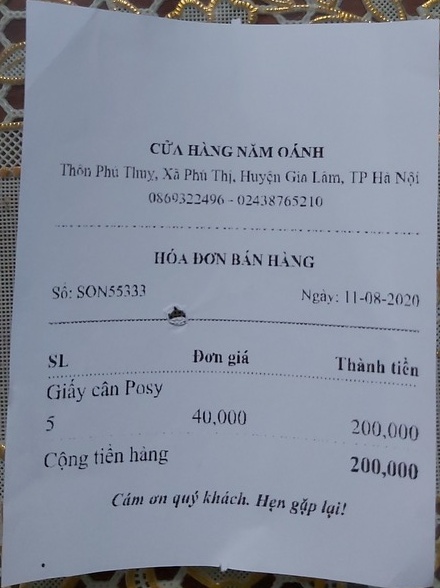 CỬA HÀNG NĂM OÁNH
Thôn Phú Thuỵ, Xã Phú Thị, Huyện Gia Lâm, TP Hà Nội
0869322496 - 02438765210
HÓA ĐƠN BÁN HÀNG
Số: SON55333 Ngày: 11-08-2020
SL Đơn giá Thành tiền
Giấy cân Posy
5 40,000 200,000
Cộng tiền hàng 200,000
Cám ơn quý khách. Hẹn gặp lại!